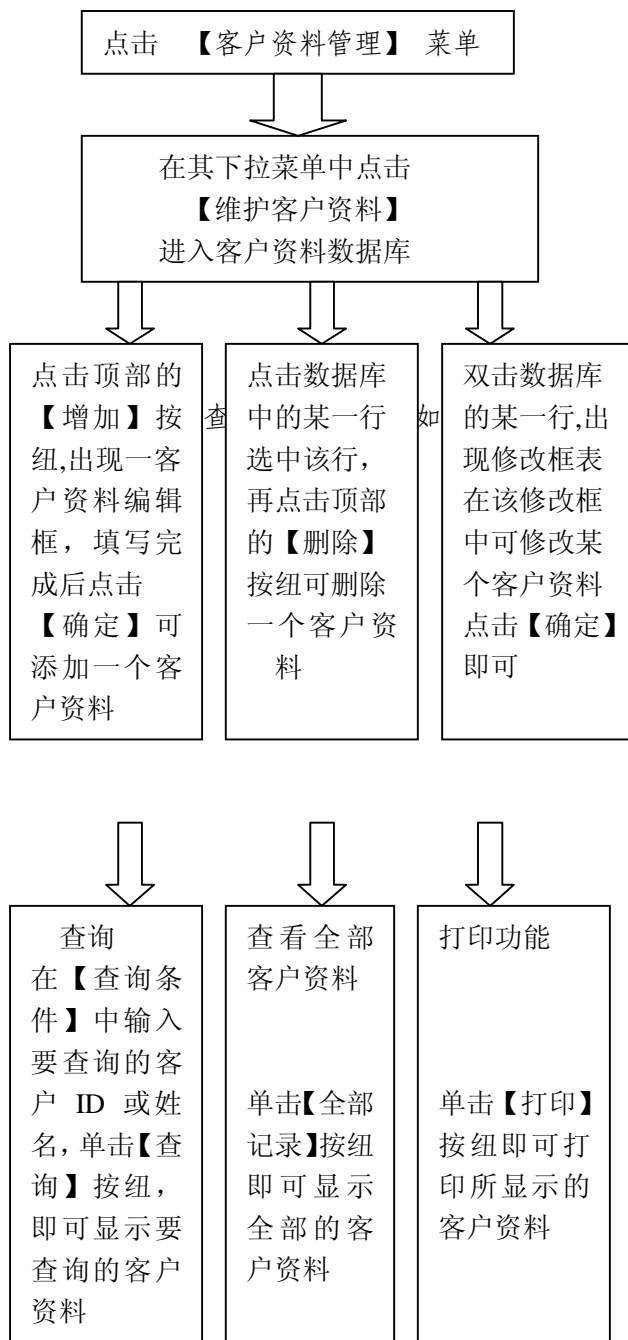 点击 【客户资料管理】 菜单
在其下拉菜单中点击
【维护客户资料】
进入客户资料数据库
点击顶部的
【增加】按
纽,出现一客
户资料编辑
框，填写完
成后点击
【确定】可
添加一个客
户资料
查
点击数据库
中的某一行
选中该行，
再点击顶部
的【删除】
按纽可删除
一个客户资
料
如
双击数据库
的某一行,出
现修改框表
在该修改框
中可修改某
个客户资料
点击【确定】
即可
查询
在【查询条
件】中输入
要查询的客
户 ID 或姓
名,单击【查
询】按纽，
即可显示要
查询的客户
资料
查看全部
客户资料
单击【全部
记录】按纽
即可显示
全部的客
户资料
打印功能
单击【打印】
按纽即可打
印所显示的
客户资料